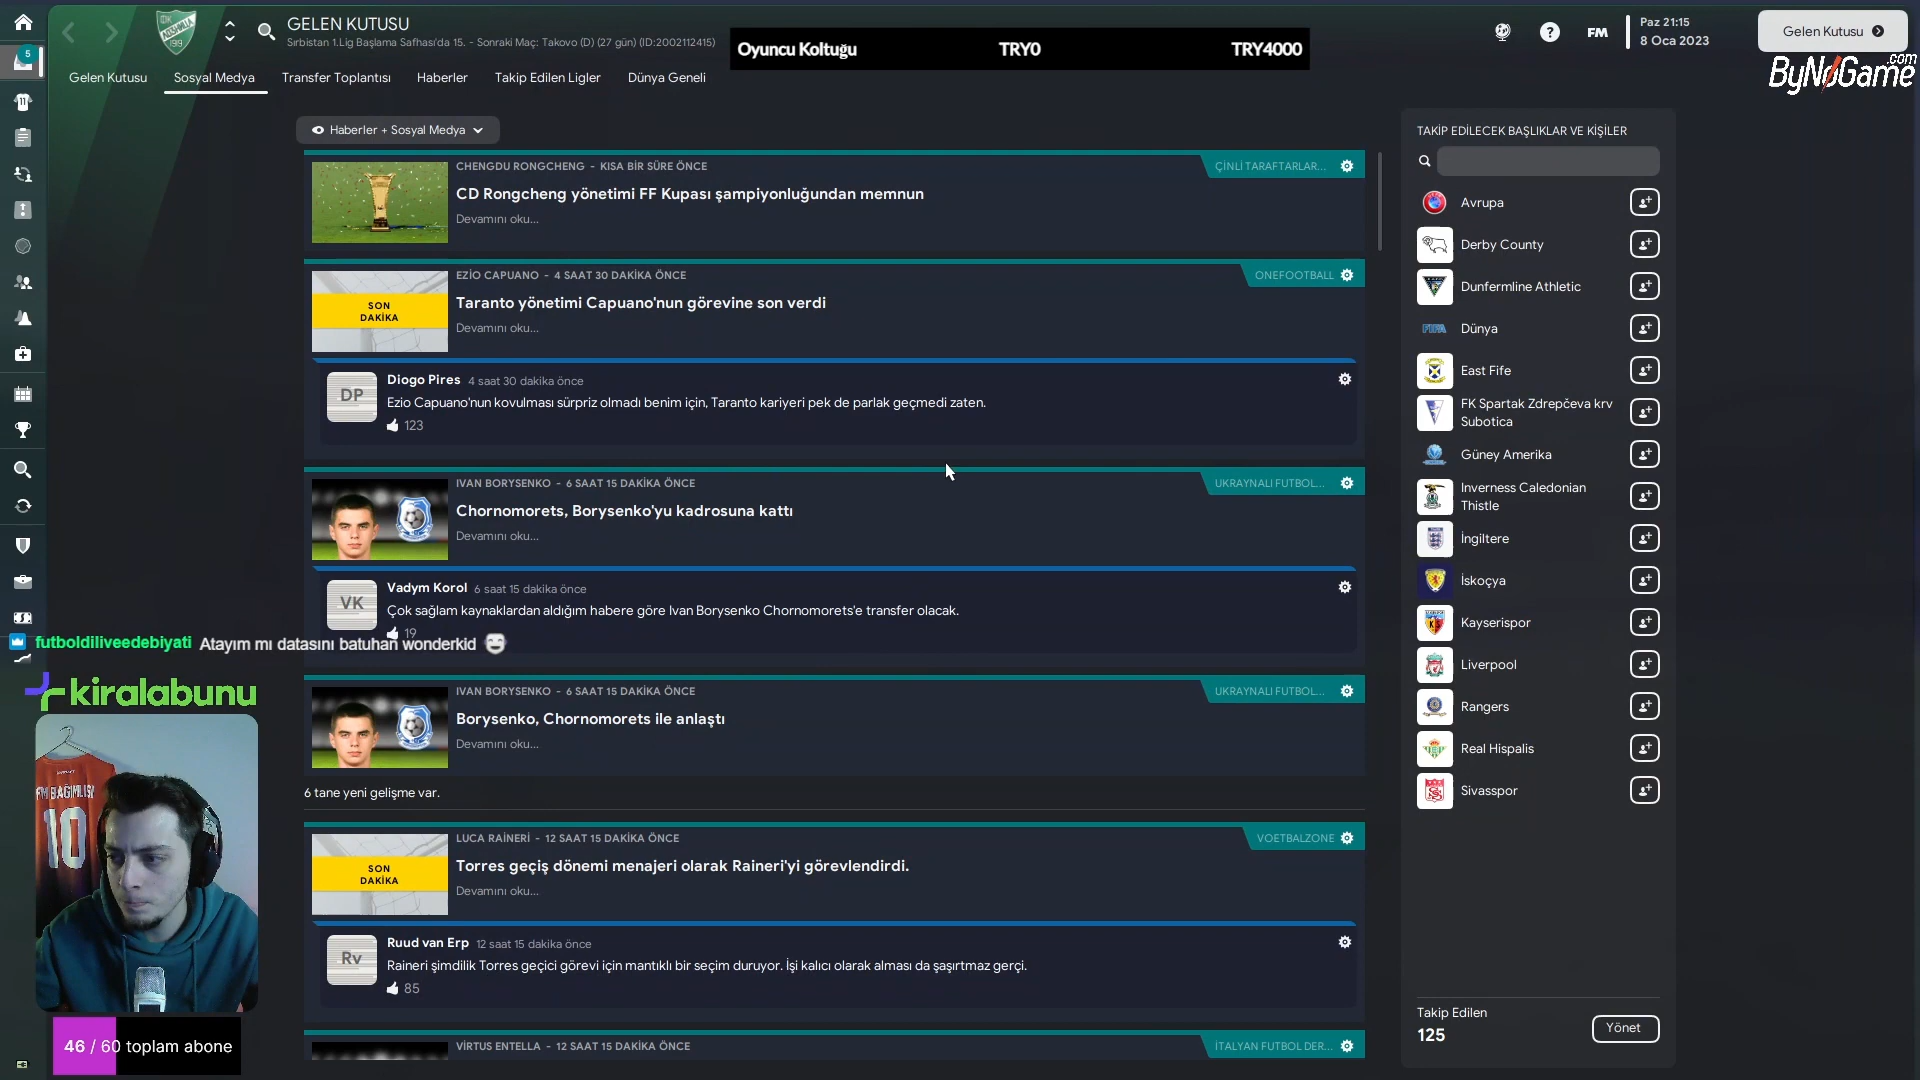 GELEN KUTUSU
Sırbistan 1.Lig Başlama Safhası'da 15. - Sonraki Maç: Takovo (D) (27 gün) (ID:2002112415)
Oyuncu Koltuğu TRY0 TRY4000
FM
Paz 21:15
8 Oca 2023
Gelen Kutusu
ByNoGame.com
5
Gelen Kutusu Sosyal Medya Transfer Toplantısı Haberler Takip Edilen Ligler Dünya Geneli
Haberler + Sosyal Medya
CHENGDU RONGCHENG - KISA BİR SÜRE ÖNCE
ÇİNLİ TARAFTARLAR...
CD Rongcheng yönetimi FF Kupası şampiyonluğundan memnun
Devamını oku...
EZİO CAPUANO - 4 SAAT 30 DAKİKA ÖNCE
ONEFOOTBALL
SON
DAKİKA
Taranto yönetimi Capuano'nun görevine son verdi
Devamını oku...
DP
Diogo Pires 4 saat 30 dakika önce
Ezio Capuano'nun kovulması sürpriz olmadı benim için, Taranto kariyeri pek de parlak geçmedi zaten.
123
IVAN BORYSENKO - 6 SAAT 15 DAKİKA ÖNCE
UKRAYNALI FUTBOL...
Chornomorets, Borysenko'yu kadrosuna kattı
Devamını oku...
VK
Vadym Korol 6 saat 15 dakika önce
Çok sağlam kaynaklardan aldığım habere göre Ivan Borysenko Chornomorets'e transfer olacak.
19
futboldiliveedebiyati Atayım mı datasını batuhan wonderkid
kiralabunu
IVAN BORYSENKO - 6 SAAT 15 DAKİKA ÖNCE
UKRAYNALI FUTBOL...
Borysenko, Chornomorets ile anlaştı
Devamını oku...
6 tane yeni gelişme var.
LUCA RAİNERİ - 12 SAAT 15 DAKİKA ÖNCE
VOETBALZONE
SON
DAKİKA
Torres geçiş dönemi menajeri olarak Raineri'yi görevlendirdi.
Devamını oku...
Rv
Ruud van Erp 12 saat 15 dakika önce
Raineri şimdilik Torres geçici görevi için mantıklı bir seçim duruyor. İşi kalıcı olarak alması da şaşırtmaz gerçi.
85
VİRTUS ENTELLA - 12 SAAT 15 DAKİKA ÖNCE
İTALYAN FUTBOL DER...
FM BAĞIMLISI
10
46 / 60 toplam abone
TAKİP EDİLECEK BAŞLIKLAR VE KİŞİLER
Avrupa
Derby County
Dunfermline Athletic
FIFA
Dünya
East Fife
FK Spartak Zdrepčeva krv
Subotica
Güney Amerika
Inverness Caledonian
Thistle
İngiltere
İskoçya
Kayserispor
Liverpool
Rangers
Real Hispalis
Sivasspor
Takip Edilen
125
Yönet